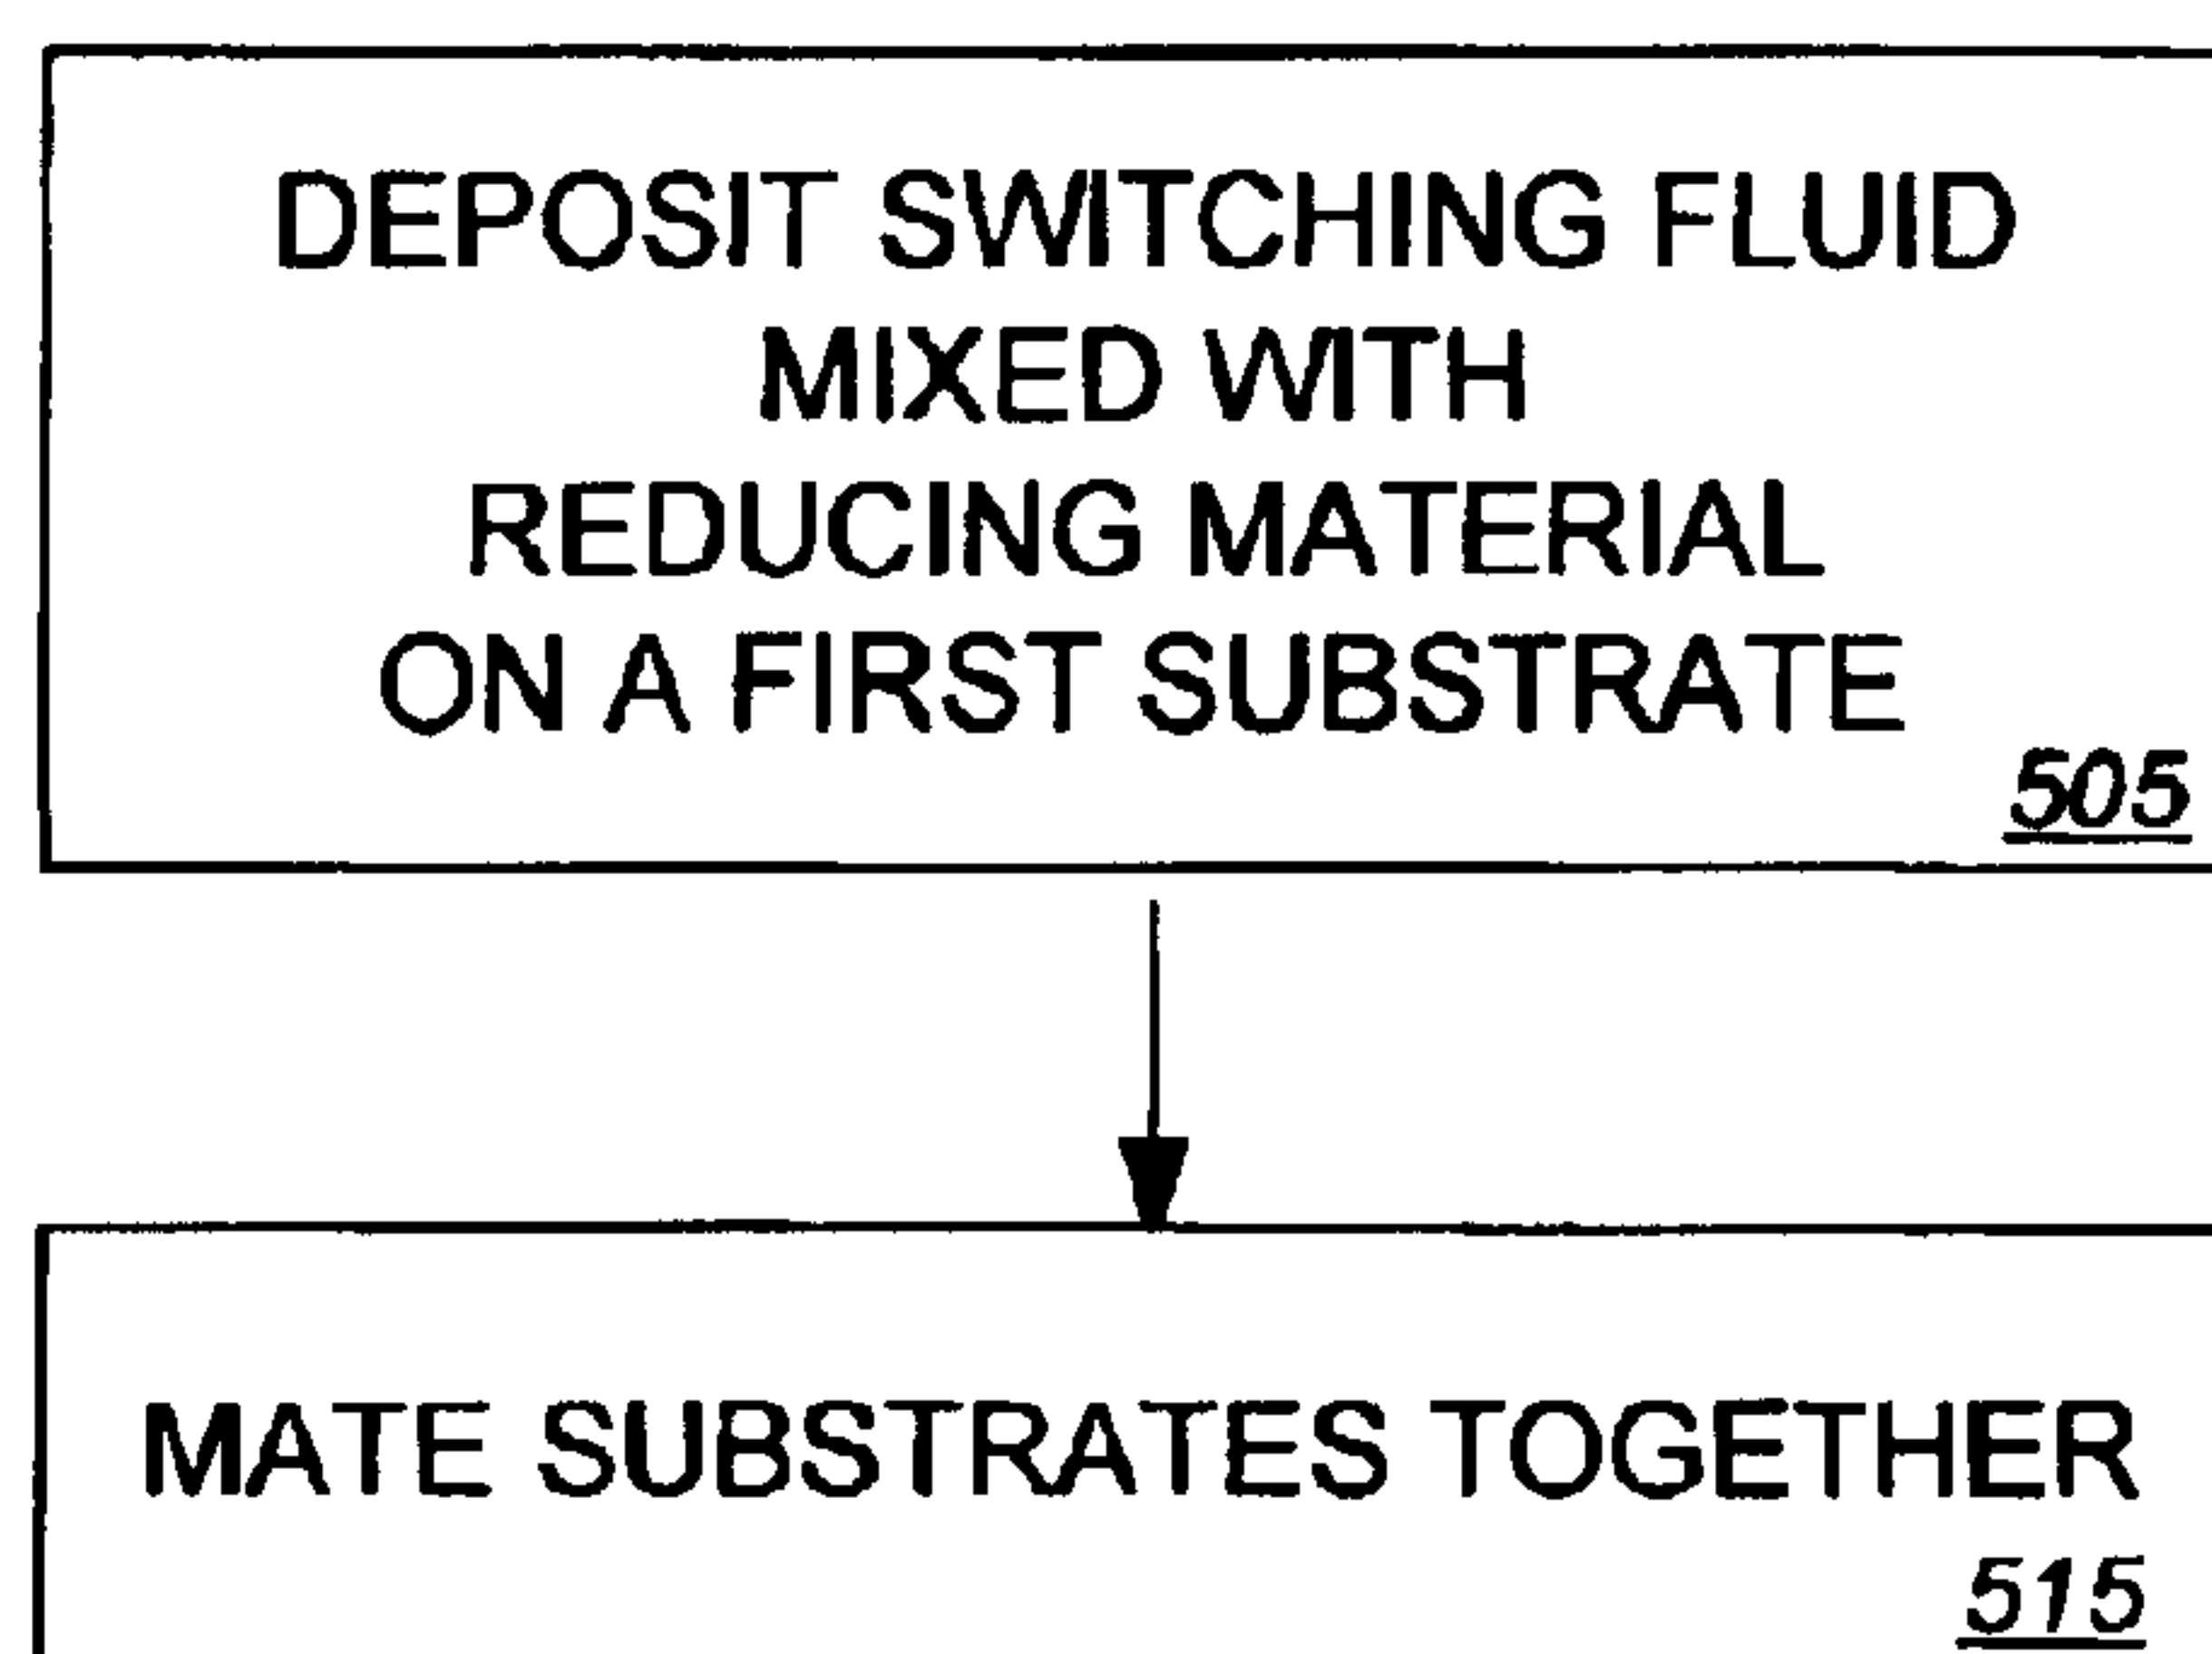 DEPOSIT SWITCHING FLUID
MIXED WITH
REDUCING MATERIAL
ON A FIRST SUBSTRATE
505
MATE SUBSTRATES TOGETHER
515